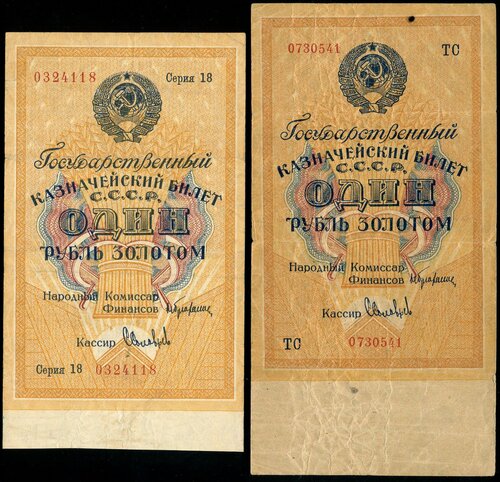 0324118 Серия 18
Государственный
КАЗНАЧЕЙСКИЙ БИЛЕТ
С.С.С.Р.
ОДИН
РУБЛЬ ЗОЛОТОМ
Народный Комиссар
Финансов
Кассир
Серия 18 0324118
0730541 ТС
Государственный
КАЗНАЧЕЙСКИЙ БИЛЕТ
С.С.С.Р.
ОДИН
РУБЛЬ ЗОЛОТОМ
Народный Комиссар
Финансов
Кассир
ТС 0730541